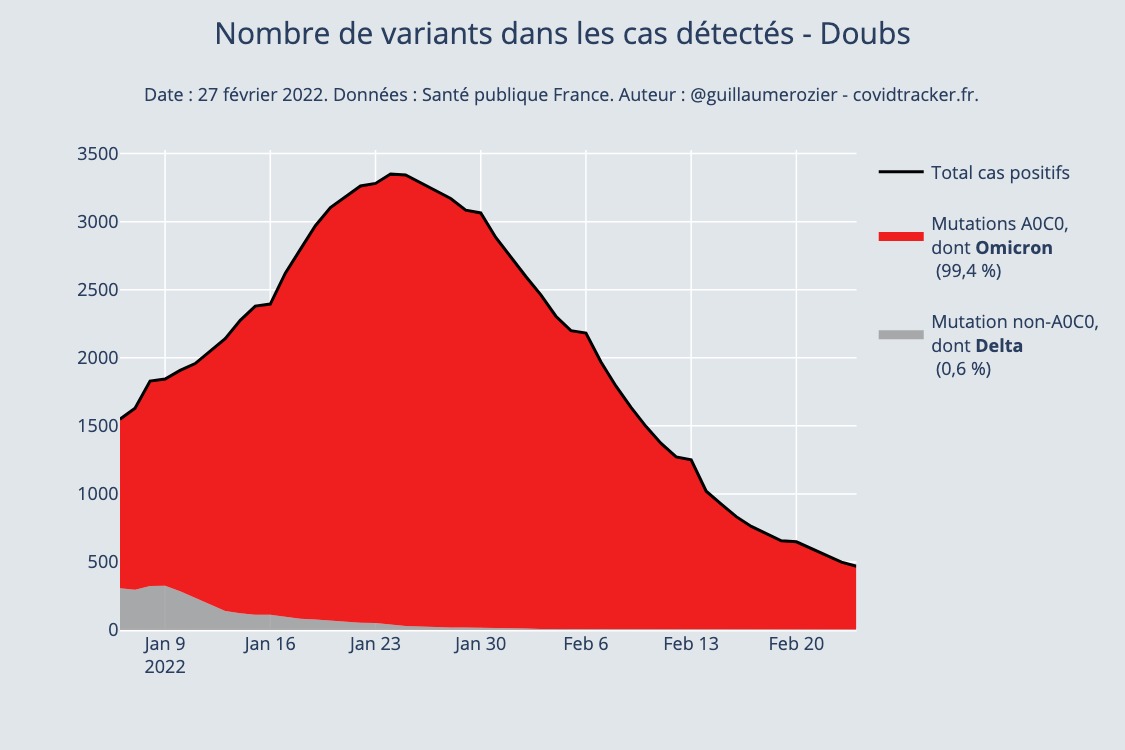 Nombre de variants dans les cas détectés - Doubs
Date : 27 février 2022. Données : Santé publique France. Auteur : @guillaumerozier - covidtracker.fr.
3500
3000
2500
2000
1500
1000
500
0
Jan 9
2022
Jan 16
Jan 23
Jan 30
Feb 6
Feb 13
Feb 20
Total cas positifs
Mutations A0C0,
dont Omicron
(99,4 %)
Mutation non-A0C0,
dont Delta
(0,6 %)